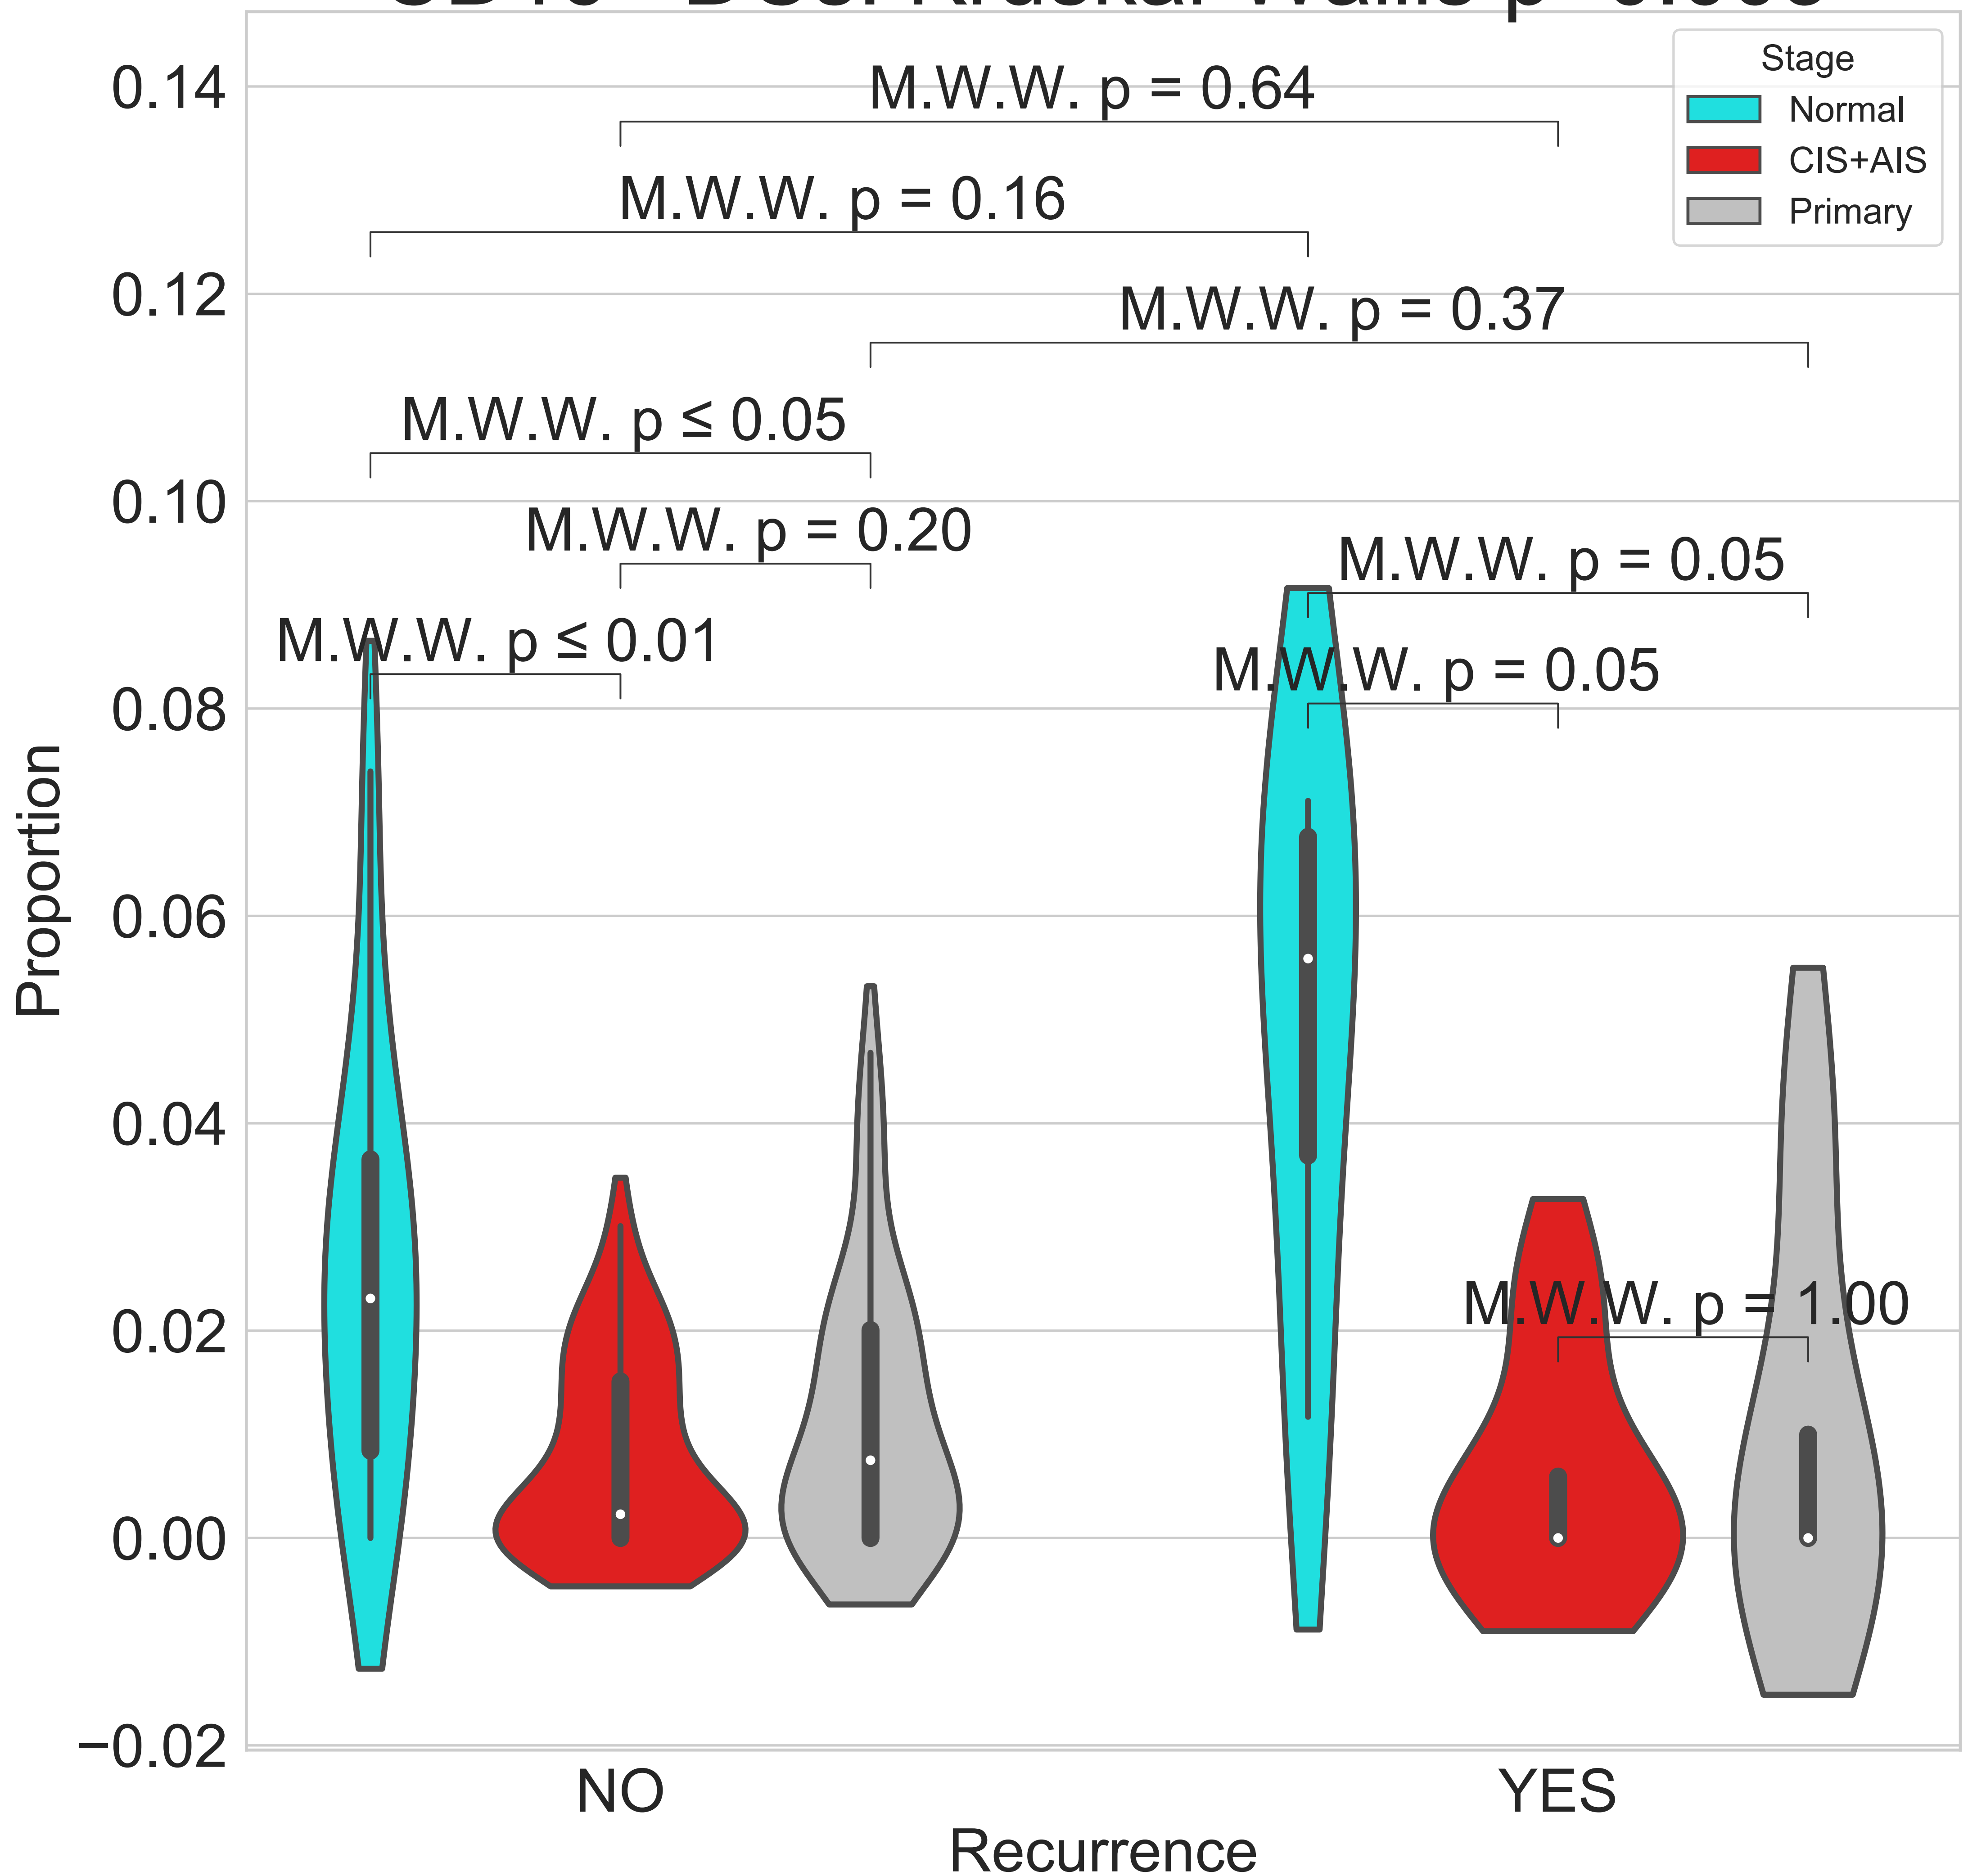 Stage
Normal
CIS+AIS
Primary
M.W.W. p = 0.64
M.W.W. p = 0.16
M.W.W. p = 0.37
M.W.W. p ≤ 0.05
M.W.W. p = 0.20
M.W.W. p = 0.05
M.W.W. p ≤ 0.01
M.W.W. p = 0.05
M.W.W. p = 1.00
0.14
0.12
0.10
0.08
0.06
0.04
0.02
0.00
−0.02
Proportion
NO
YES
Recurrence